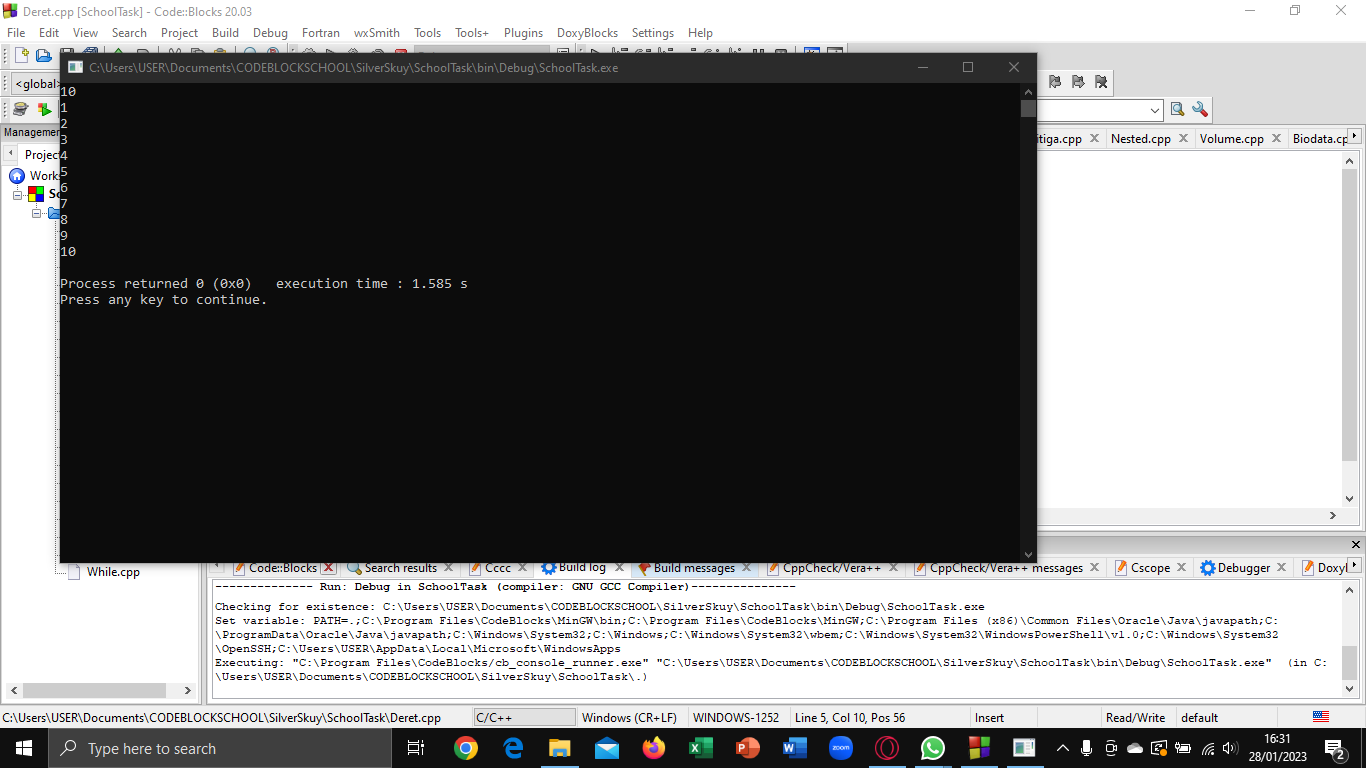 Deret.cpp [SchoolTask] - Code::Blocks 20.03
File Edit View Search Project Build Debug Fortran wxSmith Tools Tools+ Plugins DoxyBlocks Settings Help
C:\Users\USER\Documents\CODEBLOCKSCHOOL\SilverSkuy\SchoolTask\bin\Debug\SchoolTask.exe
<global>
10
1
2
3
4
5
6
7
8
9
10
Process returned 0 (0x0)   execution time : 1.585 s
Press any key to continue.
Nested.cpp Volume.cpp
While.cpp
Code::Blocks Search results Cccc Build log Build messages CppCheck/Vera++ CppCheck/Vera++ messages Cscope Debugger
-------------- Run: Debug in SchoolTask (compiler: GNU GCC Compiler)---------------
Checking for existence: C:\Users\USER\Documents\CODEBLOCKSCHOOL\SilverSkuy\SchoolTask\bin\Debug\SchoolTask.exe
Set variable: PATH=.;C:\Program Files\CodeBlocks\MinGW\bin;C:\Program Files\CodeBlocks\MinGW;C:\Program Files (x86)\Common Files\Oracle\Java\javapath;C:
\ProgramData\Oracle\Java\javapath;C:\Windows\System32;C:\Windows;C:\Windows\System32\wbem;C:\Windows\System32\WindowsPowerShell\v1.0;C:\Windows\System32
\OpenSSH;C:\Users\USER\AppData\Local\Microsoft\WindowsApps
Executing: "C:\Program Files\CodeBlocks/cb_console_runner.exe" "C:\Users\USER\Documents\CODEBLOCKSCHOOL\SilverSkuy\SchoolTask\bin\Debug\SchoolTask.exe"  (in C:
\Users\USER\Documents\CODEBLOCKSCHOOL\SilverSkuy\SchoolTask\.)
C:\Users\USER\Documents\CODEBLOCKSCHOOL\SilverSkuy\SchoolTask\Deret.cpp C/C++ Windows (CR+LF) WINDOWS-1252 Line 5, Col 10, Pos 56 Insert Read/Write default
Type here to search
zoom
16:31
28/01/2023
2